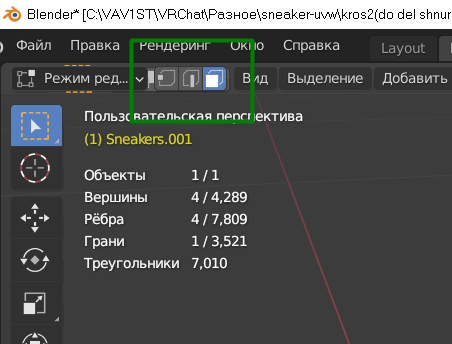 Blender* [C:\VAV1ST\VRChat\Разное\sneaker-uvw\kros2(do del shnur
Файл Правка Рендеринг Окно Справка Layout
Режим ред... Вид Выделение Добавить
Пользовательская перспектива
(1) Sneakers.001
Объекты 1 / 1
Вершины 4 / 4,289
Рёбра 4 / 7,809
Грани 1 / 3,521
Треугольники 7,010